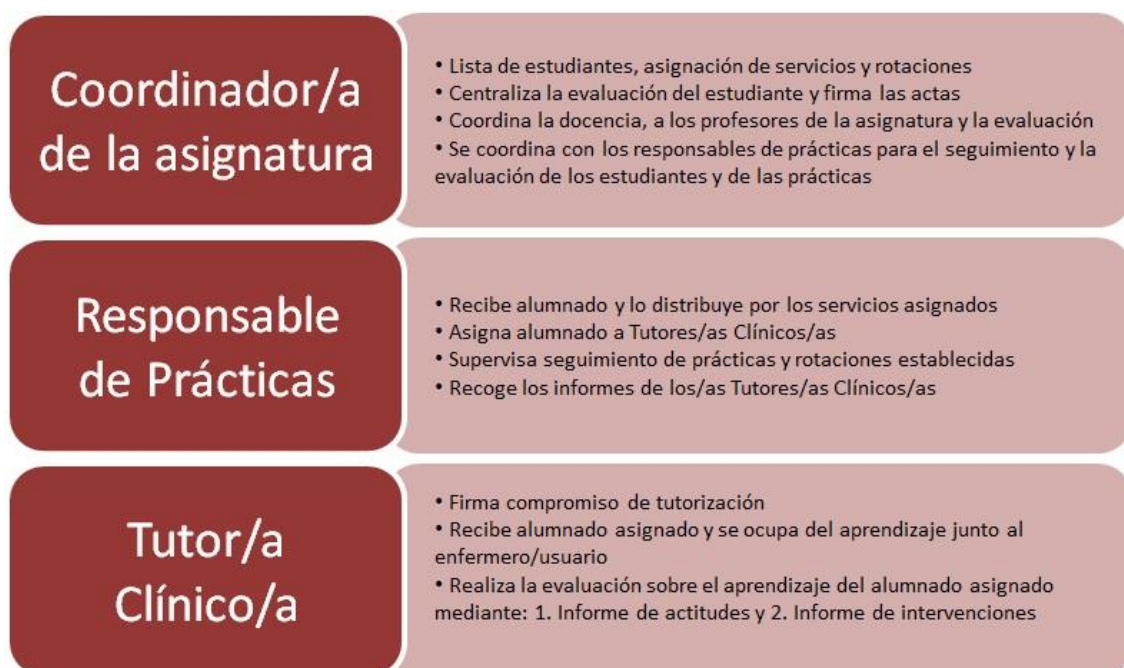 Coordinador/a
de la asignatura
• Lista de estudiantes, asignación de servicios y rotaciones
• Centraliza la evaluación del estudiante y firma las actas
• Coordina la docencia, a los profesores de la asignatura y la evaluación
• Se coordina con los responsables de prácticas para el seguimiento y la
evaluación de los estudiantes y de las prácticas
Responsable
de Prácticas
• Recibe alumnado y lo distribuye por los servicios asignados
• Asigna alumnado a Tutores/as Clínicos/as
• Supervisa seguimiento de prácticas y rotaciones establecidas
• Recoge los informes de los/as Tutores/as Clínicos/as
Tutor/a
Clínico/a
• Firma compromiso de tutorización
• Recibe alumnado asignado y se ocupa del aprendizaje junto al
enfermero/usuario
• Realiza la evaluación sobre el aprendizaje del alumnado asignado
mediante: 1. Informe de actitudes y 2. Informe de intervenciones